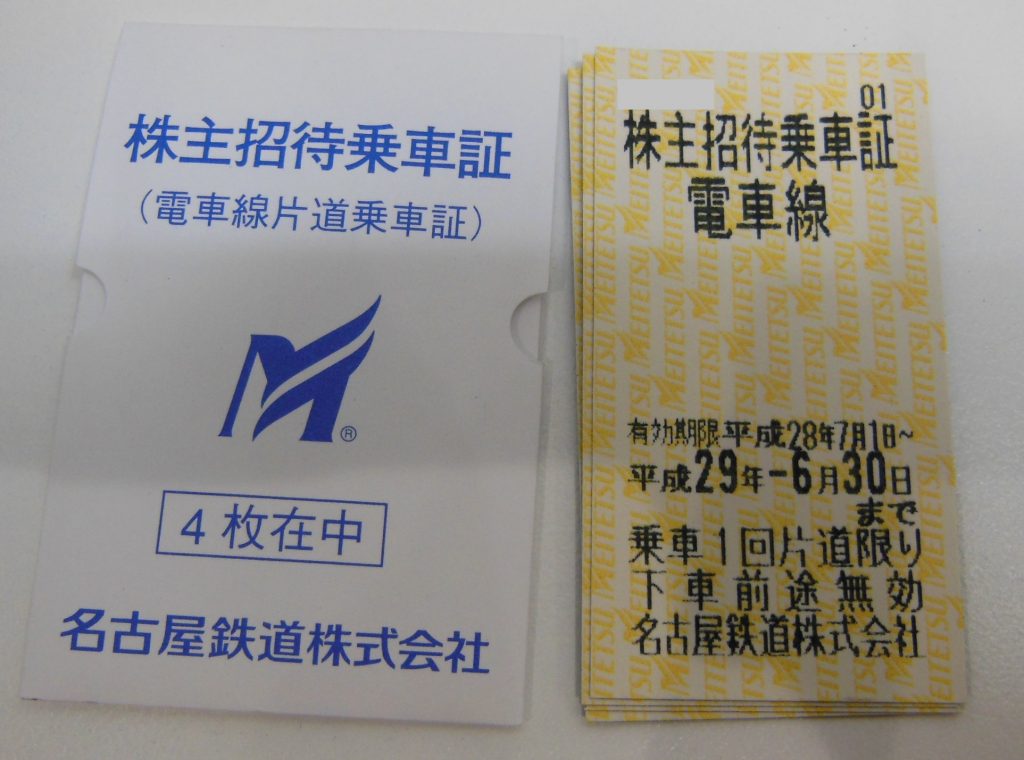 株主招待乗車証
（電車線片道乗車証）
M®
4枚在中
名古屋鉄道株式会社
01
株主招待乗車証
電車線
有効期限 平成28年7月1日~
平成29年-6月30日
まで
乗車1回片道限り
下車前途無効
名古屋鉄道株式会社
MEITETSU